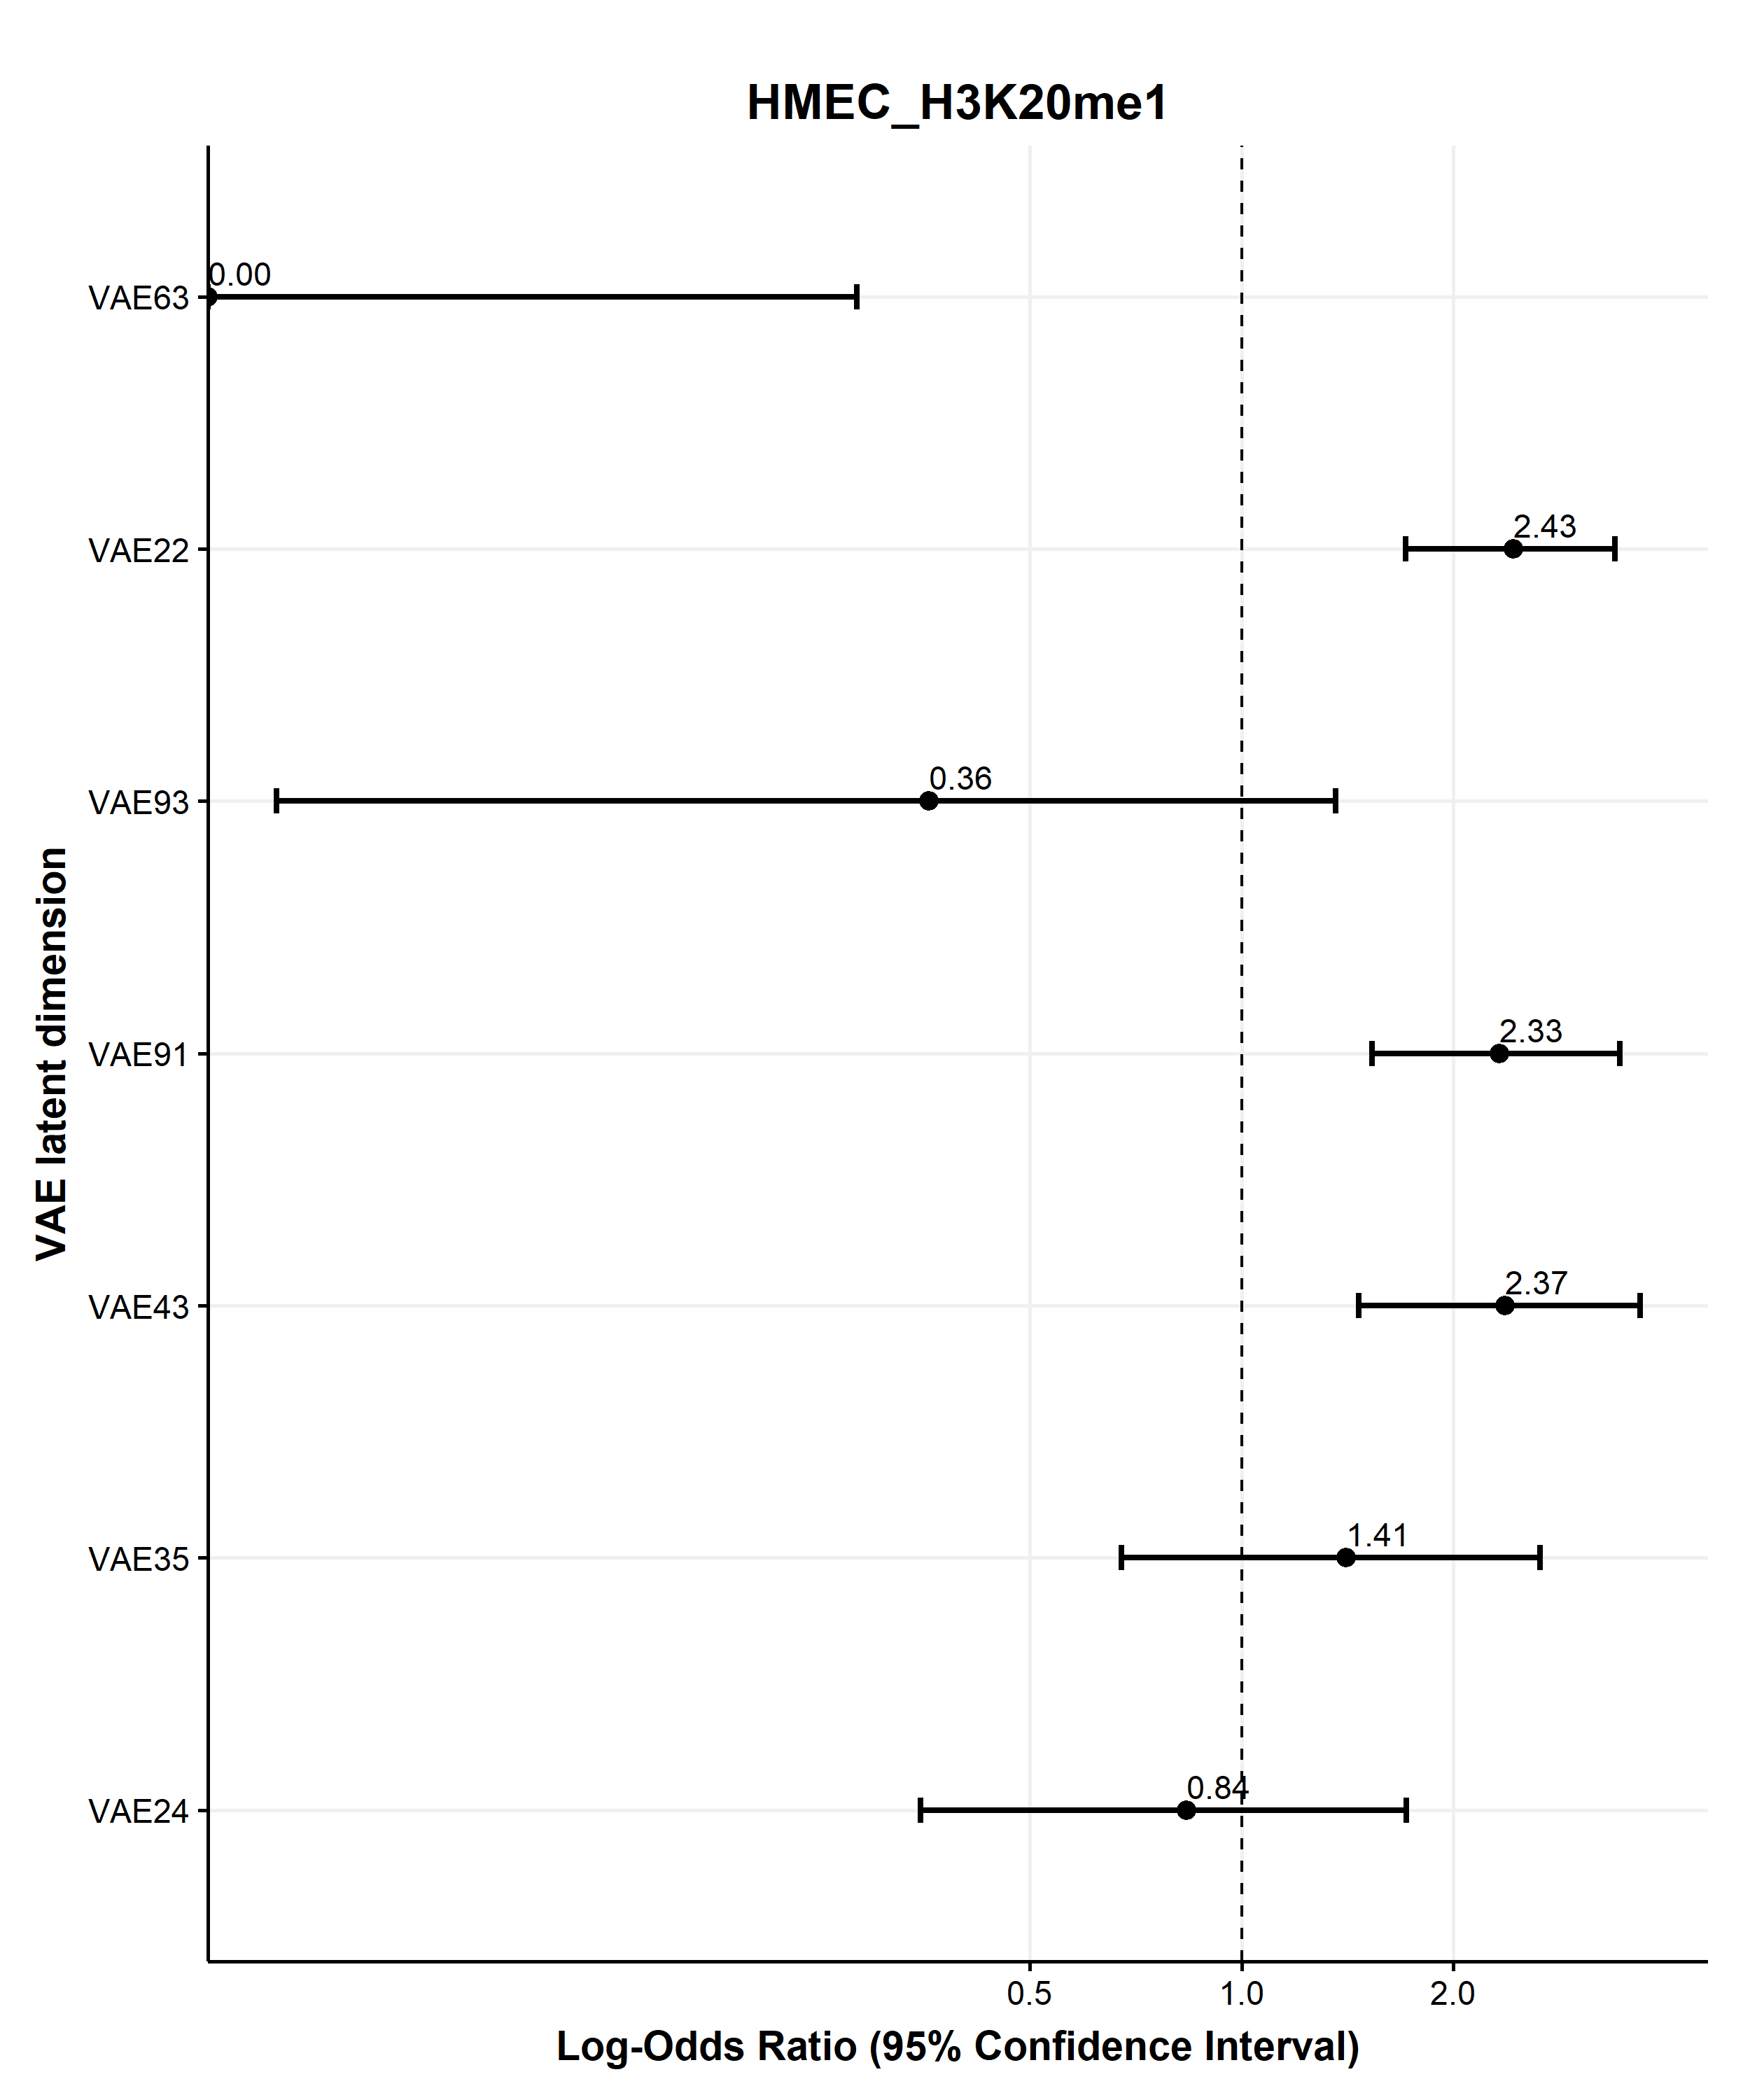 HMEC_H3K20me1
VAE latent dimension
VAE63
0.00
VAE22
2.43
VAE93
0.36
VAE91
2.33
VAE43
2.37
VAE35
1.41
VAE24
0.84
0.5 1.0 2.0
Log-Odds Ratio (95% Confidence Interval)